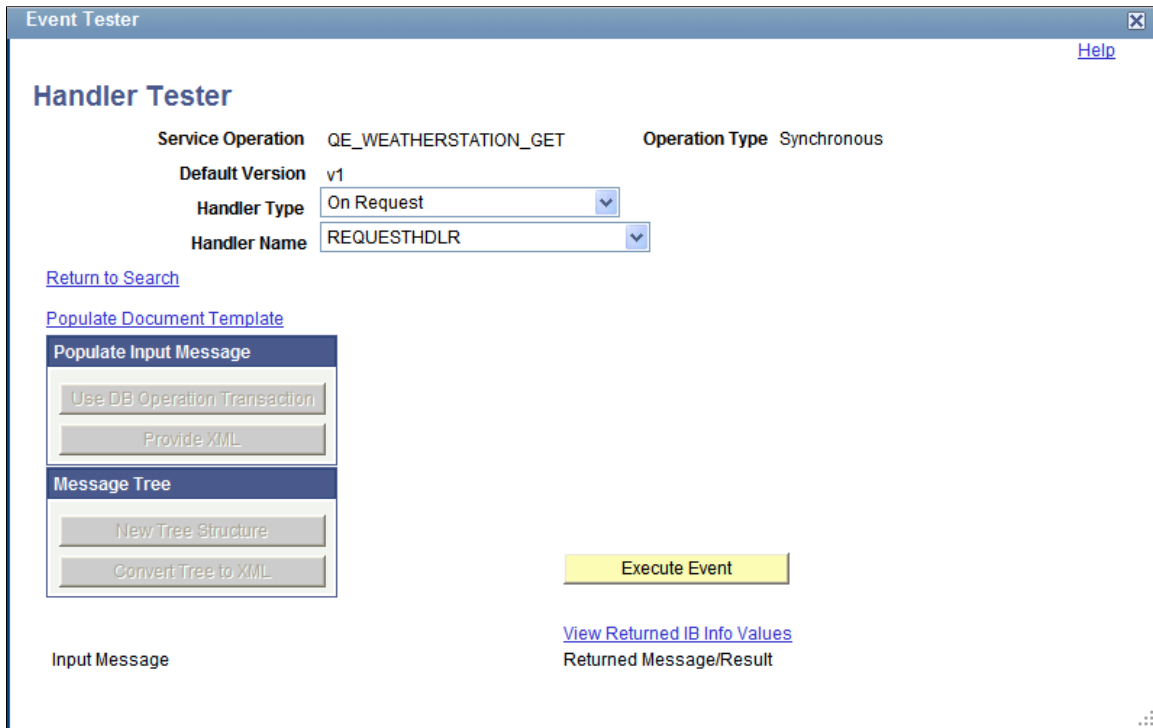 Event Tester
Help
Handler Tester
Service Operation QE_WEATHERSTATION_GET Operation Type Synchronous
Default Version v1
Handler Type On Request
Handler Name REQUESTHDLR
Return to Search
Populate Document Template
Populate Input Message
Use DB Operation Transaction
Provide XML
Message Tree
New Tree Structure
Convert Tree to XML
Execute Event
View Returned IB Info Values
Input Message Returned Message/Result